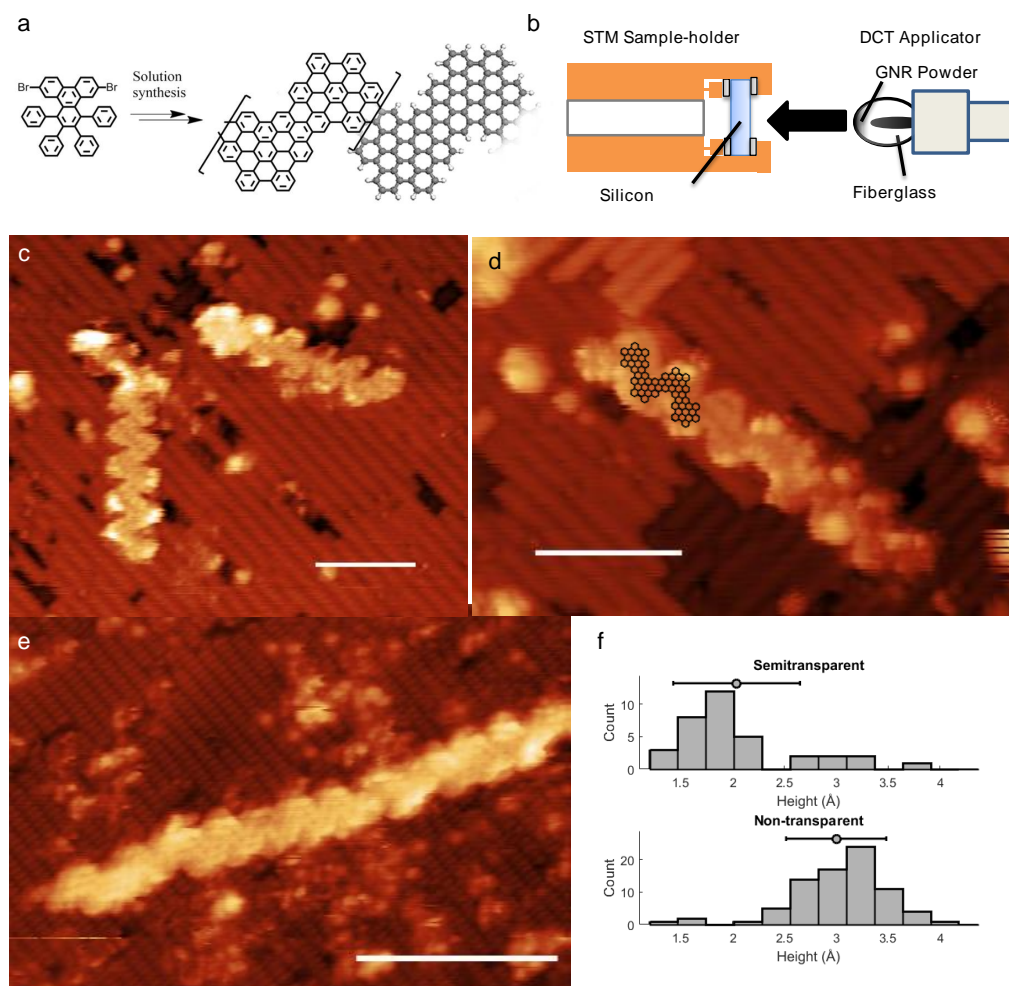 a
Br
Br
Solution
synthesis
b
STM Sample-holder
DCT Applicator
GNR Powder
Silicon
Fiberglass
c
d
e
f
Semitransparent
Count
10
5
0
1.5 2 2.5 3 3.5 4
Height (Å)
Non-transparent
Count
20
10
0
1.5 2 2.5 3 3.5 4
Height (Å)